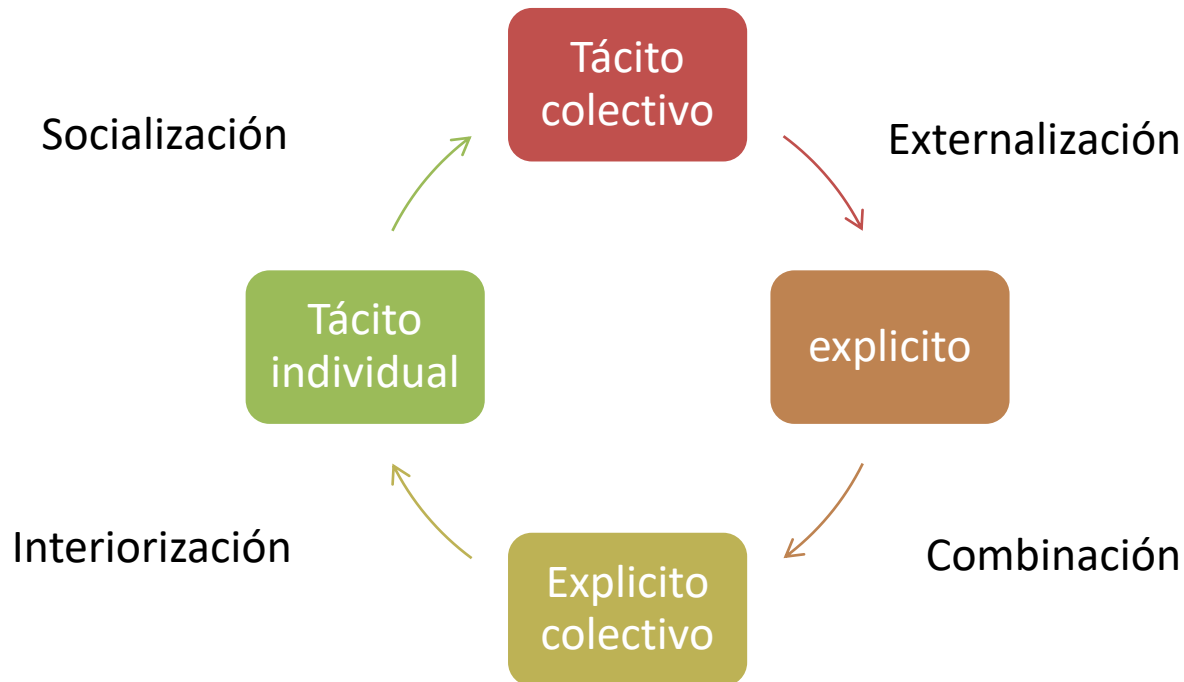 Tácito
colectivo
Socialización
Externalización
Tácito
individual
explicito
Interiorización
Combinación
Explicito
colectivo